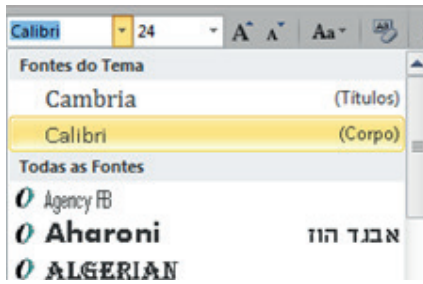 Calibri 24 A A Aa
Fontes do Tema
Cambria (Títulos)
Calibri (Corpo)
Todas as Fontes
O Agency FB
O Aharoni אבגד הוז
O ALGERIAN